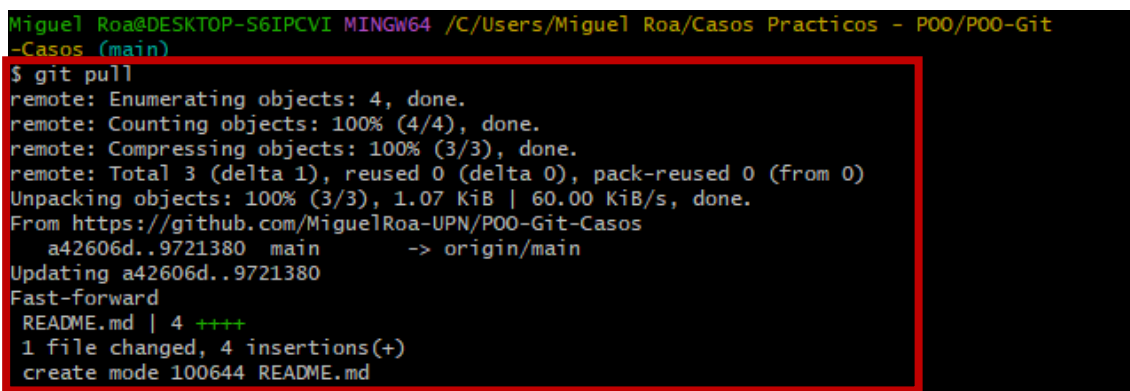 Miguel Roa@DESKTOP-S6IPCVI MINGW64 /C/Users/Miguel Roa/Casos Practicos - POO/POO-Git
-Casos (main)
$ git pull
remote: Enumerating objects: 4, done.
remote: Counting objects: 100% (4/4), done.
remote: Compressing objects: 100% (3/3), done.
remote: Total 3 (delta 1), reused 0 (delta 0), pack-reused 0 (from 0)
Unpacking objects: 100% (3/3), 1.07 KiB | 60.00 KiB/s, done.
From https://github.com/MiguelRoa-UPN/POO-Git-Casos
   a42606d..9721380  main       -> origin/main
Updating a42606d..9721380
Fast-forward
 README.md | 4 ++++
 1 file changed, 4 insertions(+)
 create mode 100644 README.md